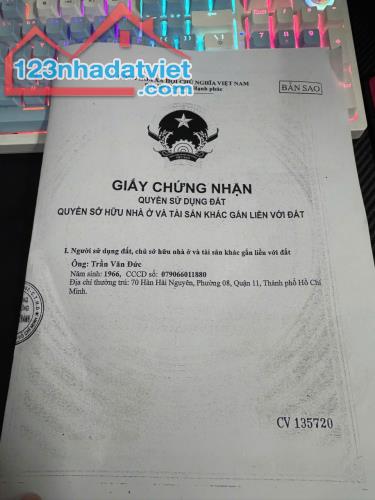 123nhadatviet.com
XÃ HỘI CHỦ NGHĨA VIỆT NAM
Hạnh phúc
BẢN SAO
GIẤY CHỨNG NHẬN
QUYỀN SỬ DỤNG ĐẤT
QUYỀN SỞ HỮU NHÀ Ở VÀ TÀI SẢN KHÁC GẮN LIỀN VỚI ĐẤT
I. Người sử dụng đất, chủ sở hữu nhà ở và tài sản khác gắn liền với đất
Ông: Trần Văn Đức
Năm sinh: 1966, CCCD số: 079066011880
Địa chỉ thường trú: 70 Hàn Hải Nguyên, Phường 08, Quận 11, Thành phố Hồ Chí
Minh.
CV 135720